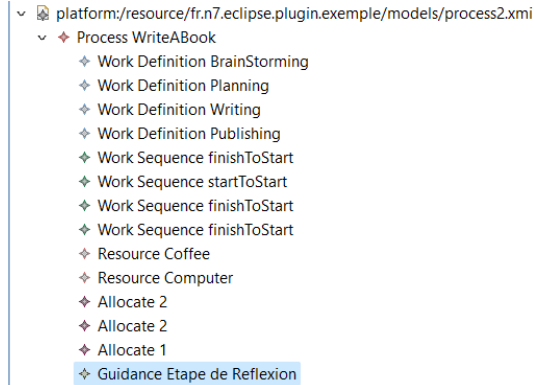 platform:/resource/fr.n7.eclipse.plugin.exemple/models/process2.xmi
Process WriteABook
Work Definition BrainStorming
Work Definition Planning
Work Definition Writing
Work Definition Publishing
Work Sequence finishToStart
Work Sequence startToStart
Work Sequence finishToStart
Work Sequence finishToStart
Resource Coffee
Resource Computer
Allocate 2
Allocate 2
Allocate 1
Guidance Etape de Reflexion